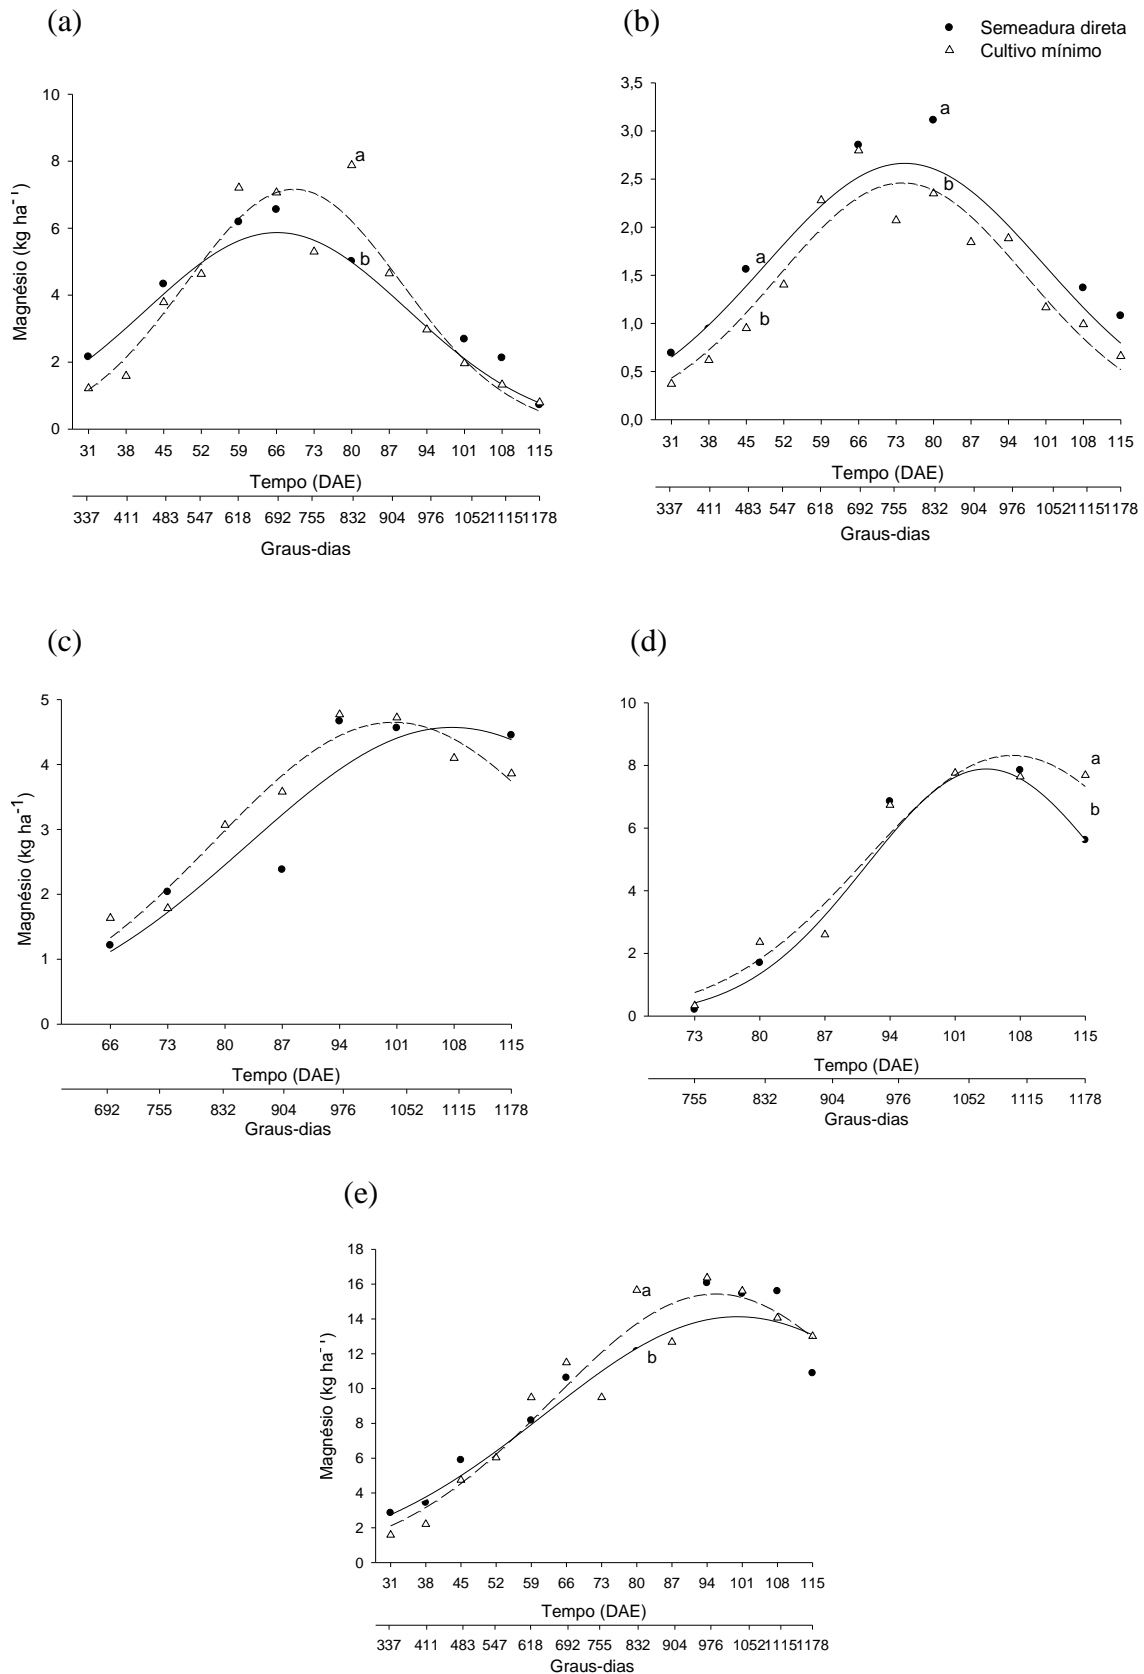 (a)
(b)
Semeadura direta
Cultivo mínimo
Magnésio (kg ha⁻¹)
10
8
6
4
2
0
a
b
31 38 45 52 59 66 73 80 87 94 101 108 115
Tempo (DAE)
337 411 483 547 618 692 755 832 904 976 1052 1115 1178
Graus-dias
3,5
3,0
2,5
2,0
1,5
1,0
0,5
0,0
a
b
a
b
31 38 45 52 59 66 73 80 87 94 101 108 115
Tempo (DAE)
337 411 483 547 618 692 755 832 904 976 1052 1115 1178
Graus-dias
(c)
(d)
Magnésio (kg ha⁻¹)
5
4
3
2
1
0
66 73 80 87 94 101 108 115
Tempo (DAE)
692 755 832 904 976 1052 1115 1178
Graus-dias
10
8
6
4
2
0
a
b
73 80 87 94 101 108 115
Tempo (DAE)
755 832 904 976 1052 1115 1178
Graus-dias
(e)
Magnésio (kg ha⁻¹)
18
16
14
12
10
8
6
4
2
0
a
b
31 38 45 52 59 66 73 80 87 94 101 108 115
Tempo (DAE)
337 411 483 547 618 692 755 832 904 976 1052 1115 1178
Graus-dias